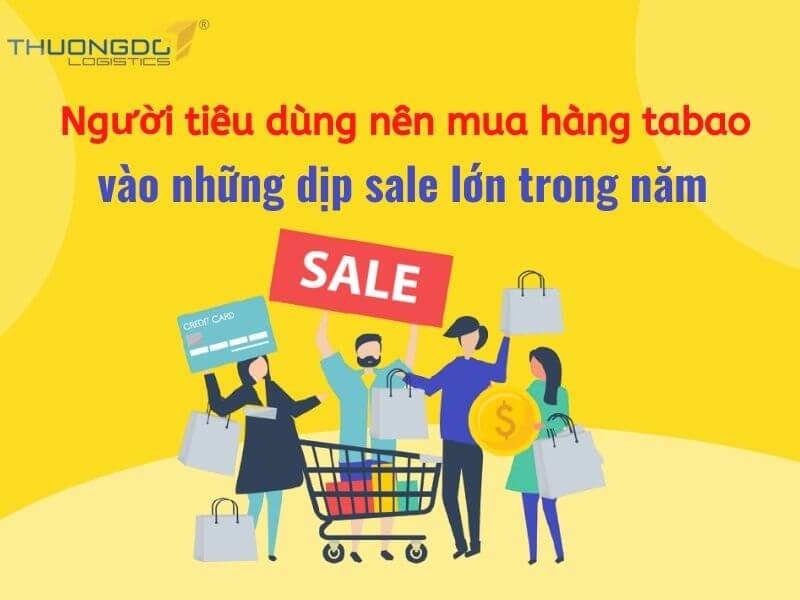 THUONGDO
LOGISTICS
®
Người tiêu dùng nên mua hàng tabao
vào những dịp sale lớn trong năm
SALE
CREDIT CARD
$